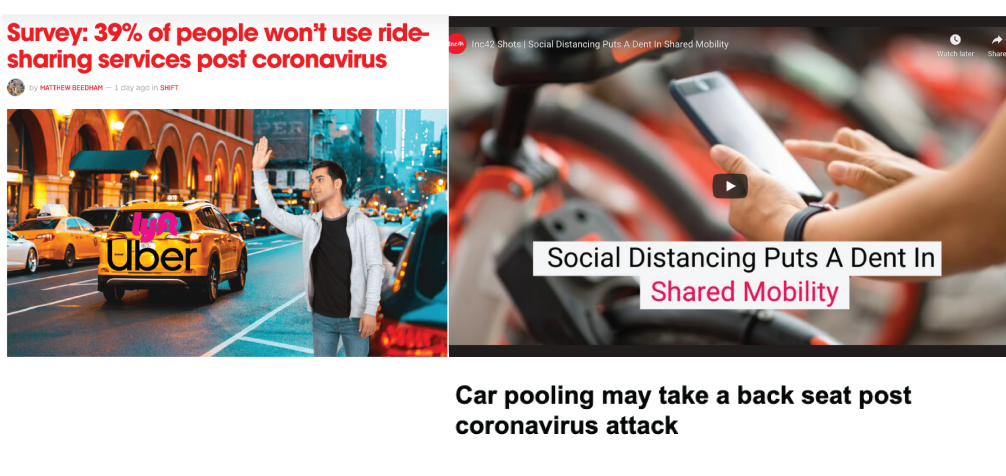 Survey: 39% of people won't use ride-
sharing services post coronavirus
by MATTHEW BEEDHAM — 1 day ago in SHIFT
lyft
Uber
Inc42
Inc42 Shots | Social Distancing Puts A Dent In Shared Mobility
Watch later
Share
Social Distancing Puts A Dent In
Shared Mobility
Car pooling may take a back seat post
coronavirus attack